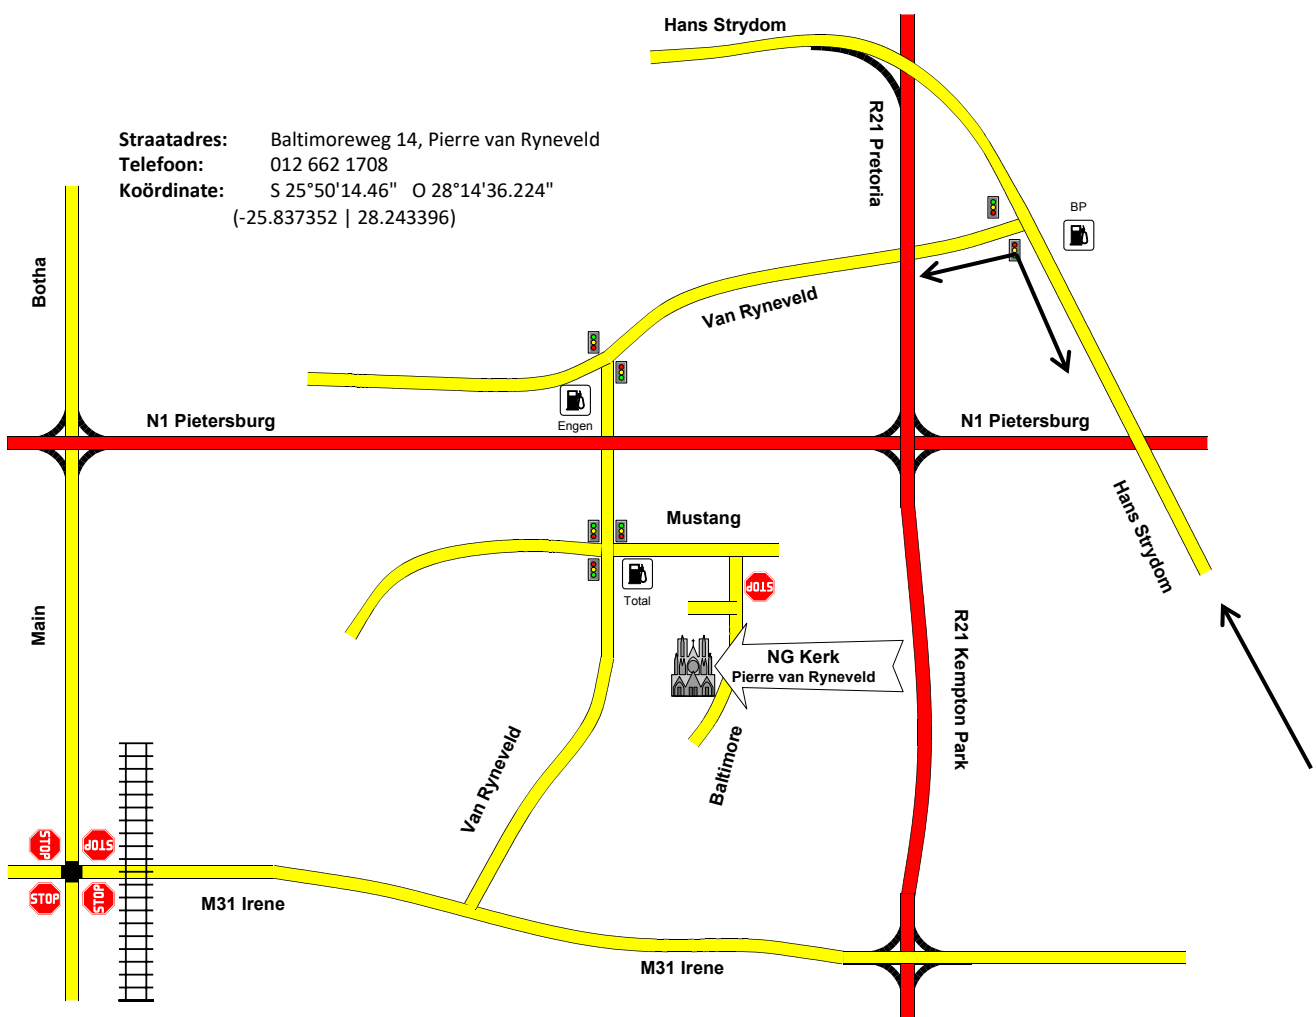 Hans Strydom
R21 Pretoria
Straatadres: Baltimoreweg 14, Pierre van Ryneveld
Telefoon: 012 662 1708
Koördinate: S 25°50'14.46" O 28°14'36.224"
(-25.837352 | 28.243396)
BP
Botha
Van Ryneveld
N1 Pietersburg
Engen
N1 Pietersburg
Mustang
Hans Strydom
STOP
Total
Main
NG Kerk
Pierre van Ryneveld
R21 Kempton Park
Van Ryneveld
Baltimore
STOP
STOP
STOP
STOP
M31 Irene
M31 Irene